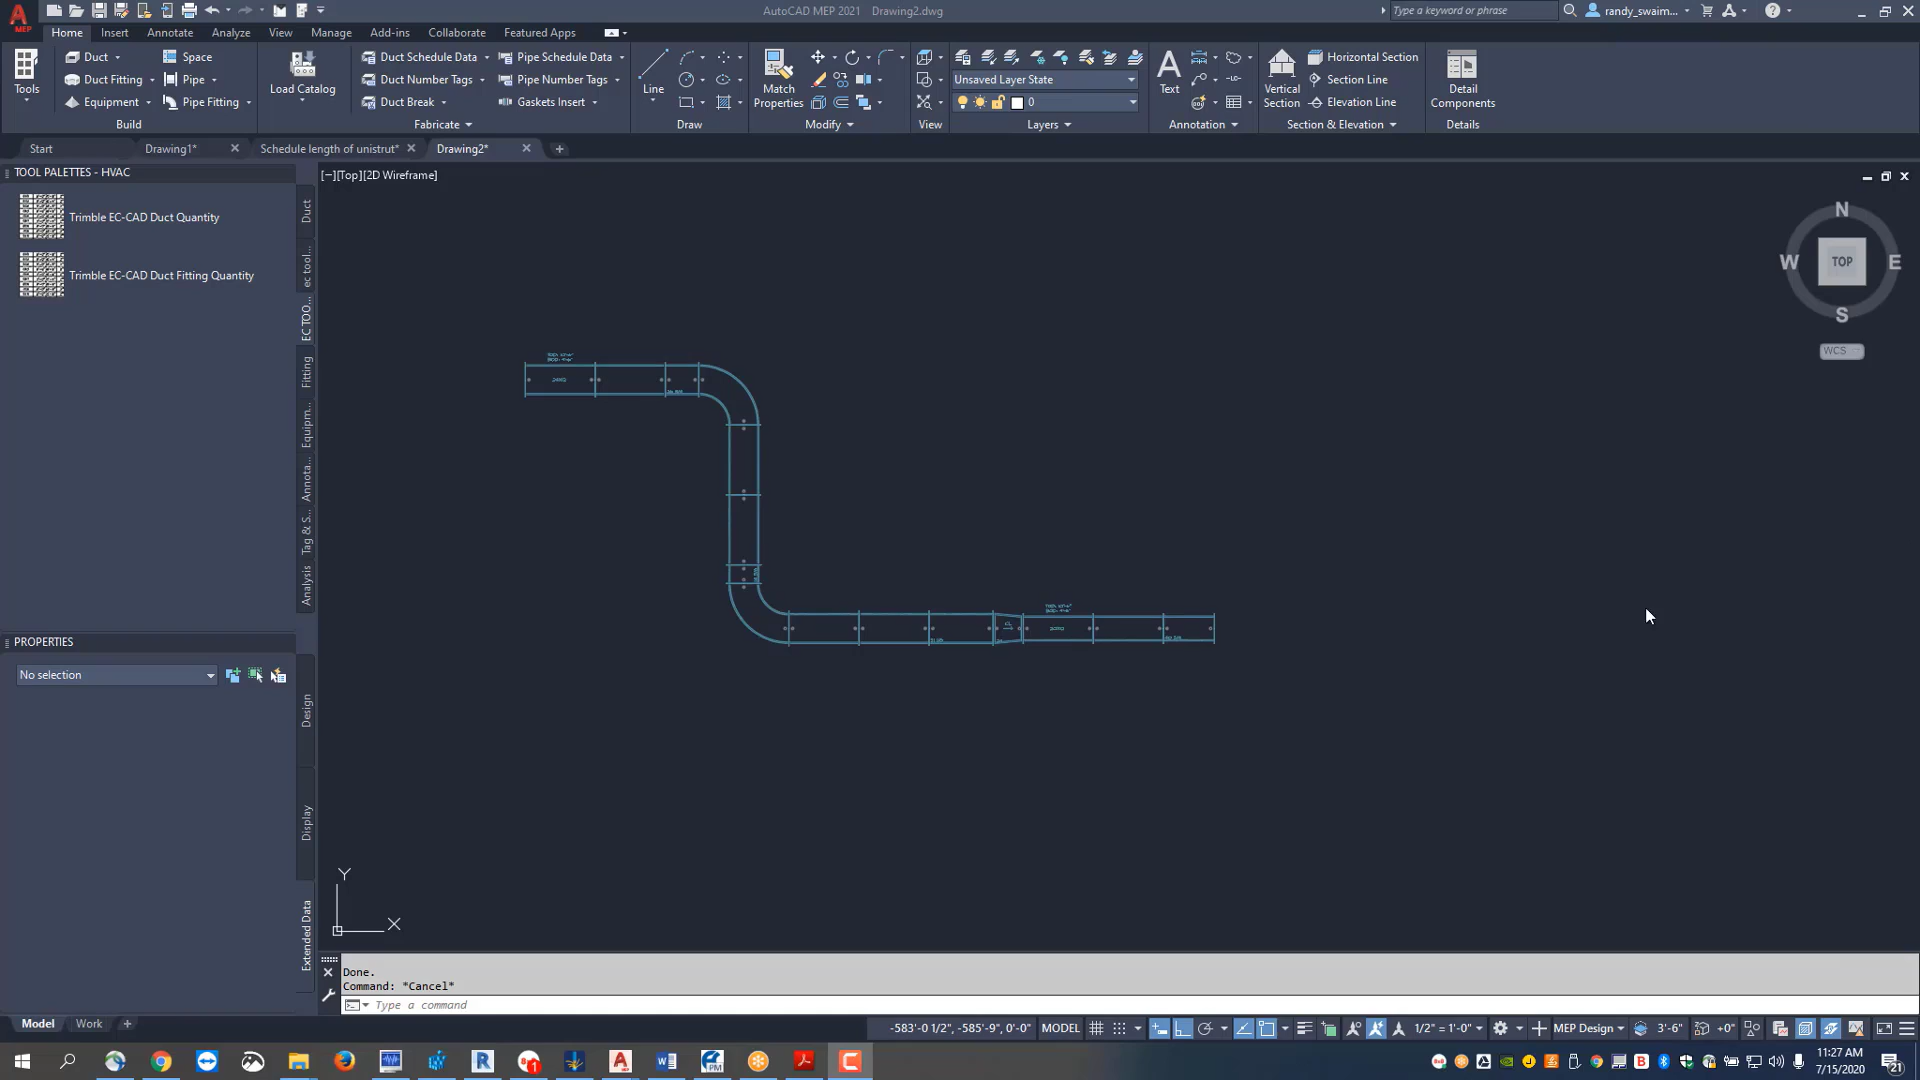 AutoCAD MEP 2021 Drawing2.dwg
Type a keyword or phrase
randy_swaim...
Home Insert Annotate Analyze View Manage Add-ins Collaborate Featured Apps
Duct
Space
Duct Fitting
Pipe
Equipment
Pipe Fitting
Tools
Build
Load Catalog
Duct Schedule Data
Pipe Schedule Data
Duct Number Tags
Pipe Number Tags
Duct Break
Gaskets Insert
Fabricate
Line
Draw
Match
Properties
Modify
View
Unsaved Layer State
0
Layers
Text
Annotation
Vertical
Section
Horizontal Section
Section Line
Elevation Line
Section & Elevation
Detail
Components
Details
Start Drawing1* Schedule length of unistrut* Drawing2*
TOOL PALETTES - HVAC
Trimble EC-CAD Duct Quantity
Trimble EC-CAD Duct Fitting Quantity
Duct
ec tool...
EC TOO...
Fitting
Equipm...
Annota...
Tag & S...
Analysis
[−][Top][2D Wireframe]
N
W
TOP
E
S
WCS
PROPERTIES
No selection
Design
Display
Extended Data
Y
X
Done.
Command: "Cancel"
Type a command
Model Work
-583'-0 1/2", -585'-9", 0'-0"
MODEL
1/2" = 1'-0"
MEP Design
3'-6"
+0"
11:27 AM
7/15/2020
21